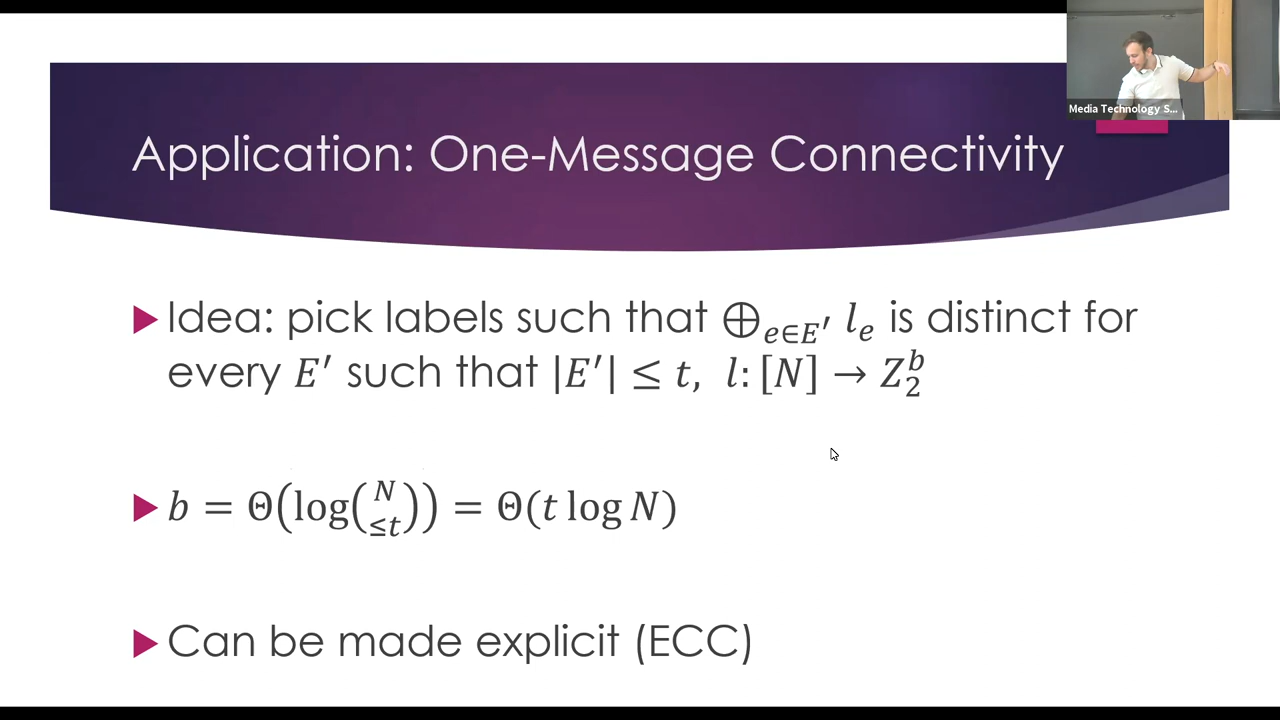 Media Technology S...
Application: One-Message Connectivity
Idea: pick labels such that ⊕_{e∈E′} l_e is distinct for
every E′ such that |E′| ≤ t, l: [N] → Z_2^b
b = Θ(log(N ≤t)) = Θ(t log N)
Can be made explicit (ECC)